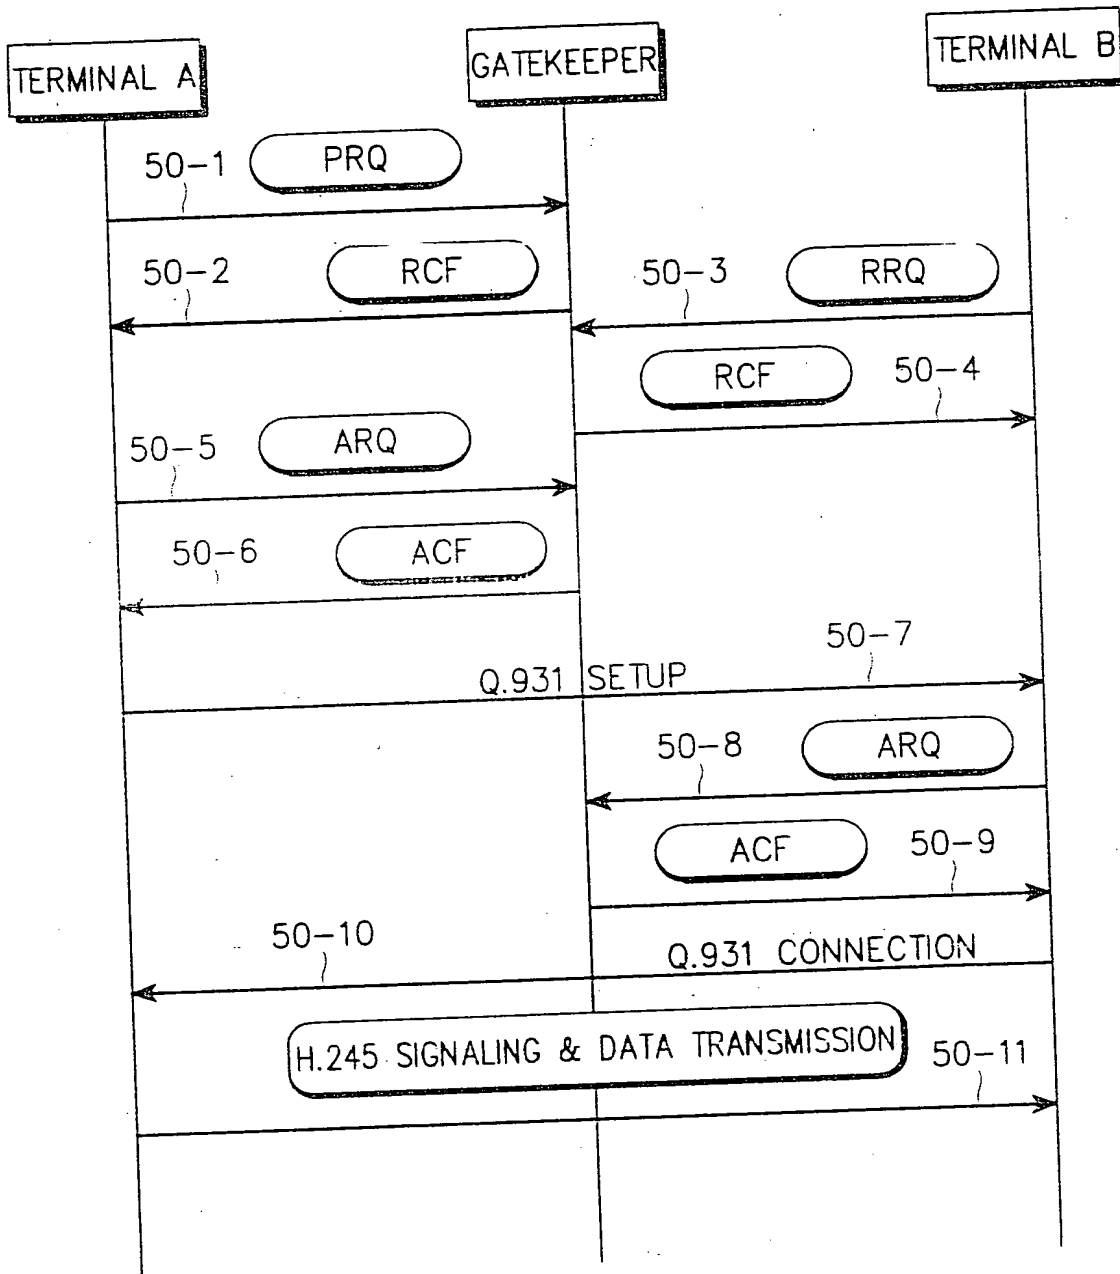 TERMINAL A
GATEKEEPER
TERMINAL B
50-1
PRQ
50-2
RCF
50-3
RRQ
RCF
50-4
50-5
ARQ
50-6
ACF
50-7
Q.931 SETUP
50-8
ARQ
ACF
50-9
50-10
Q.931 CONNECTION
H.245 SIGNALING & DATA TRANSMISSION
50-11